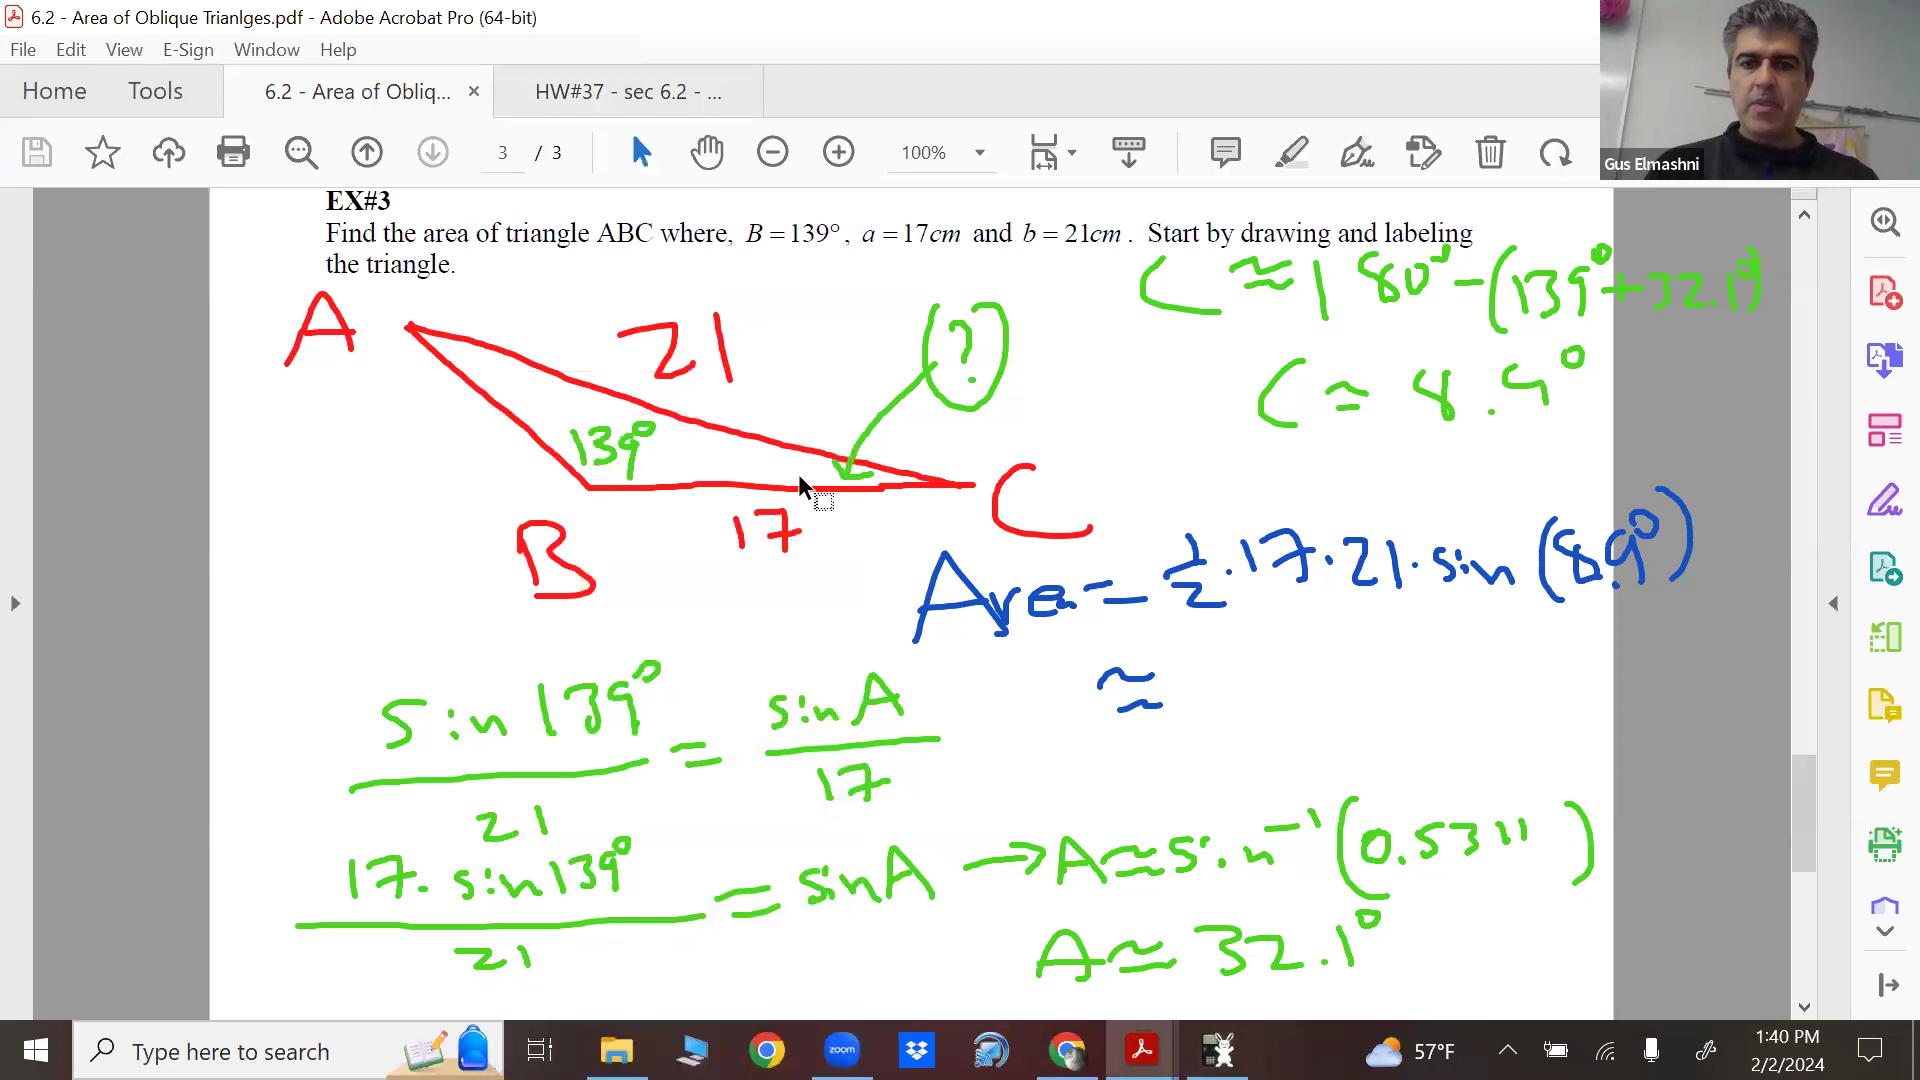 6.2 - Area of Oblique Trianlges.pdf - Adobe Acrobat Pro (64-bit)
File Edit View E-Sign Window Help
Home Tools 6.2 - Area of Obliq... × HW#37 - sec 6.2 - ...
3 / 3 100%
Gus Elmashni
EX#3
Find the area of triangle ABC where, B = 139°, a = 17cm and b = 21cm. Start by drawing and labeling
the triangle.
C ≈ 180° - (139° + 32.1°)
C ≈ 8.9°
A
21
(?)
139°
B
17
C
Area = 1/2 · 17 · 21 · sin (8.9°)
≈
sin 139° / 21 = sin A / 17
17 · sin 139° / 21 = sin A → A ≈ sin⁻¹ (0.5311)
A ≈ 32.1°
Type here to search
zoom
57°F
1:40 PM
2/2/2024